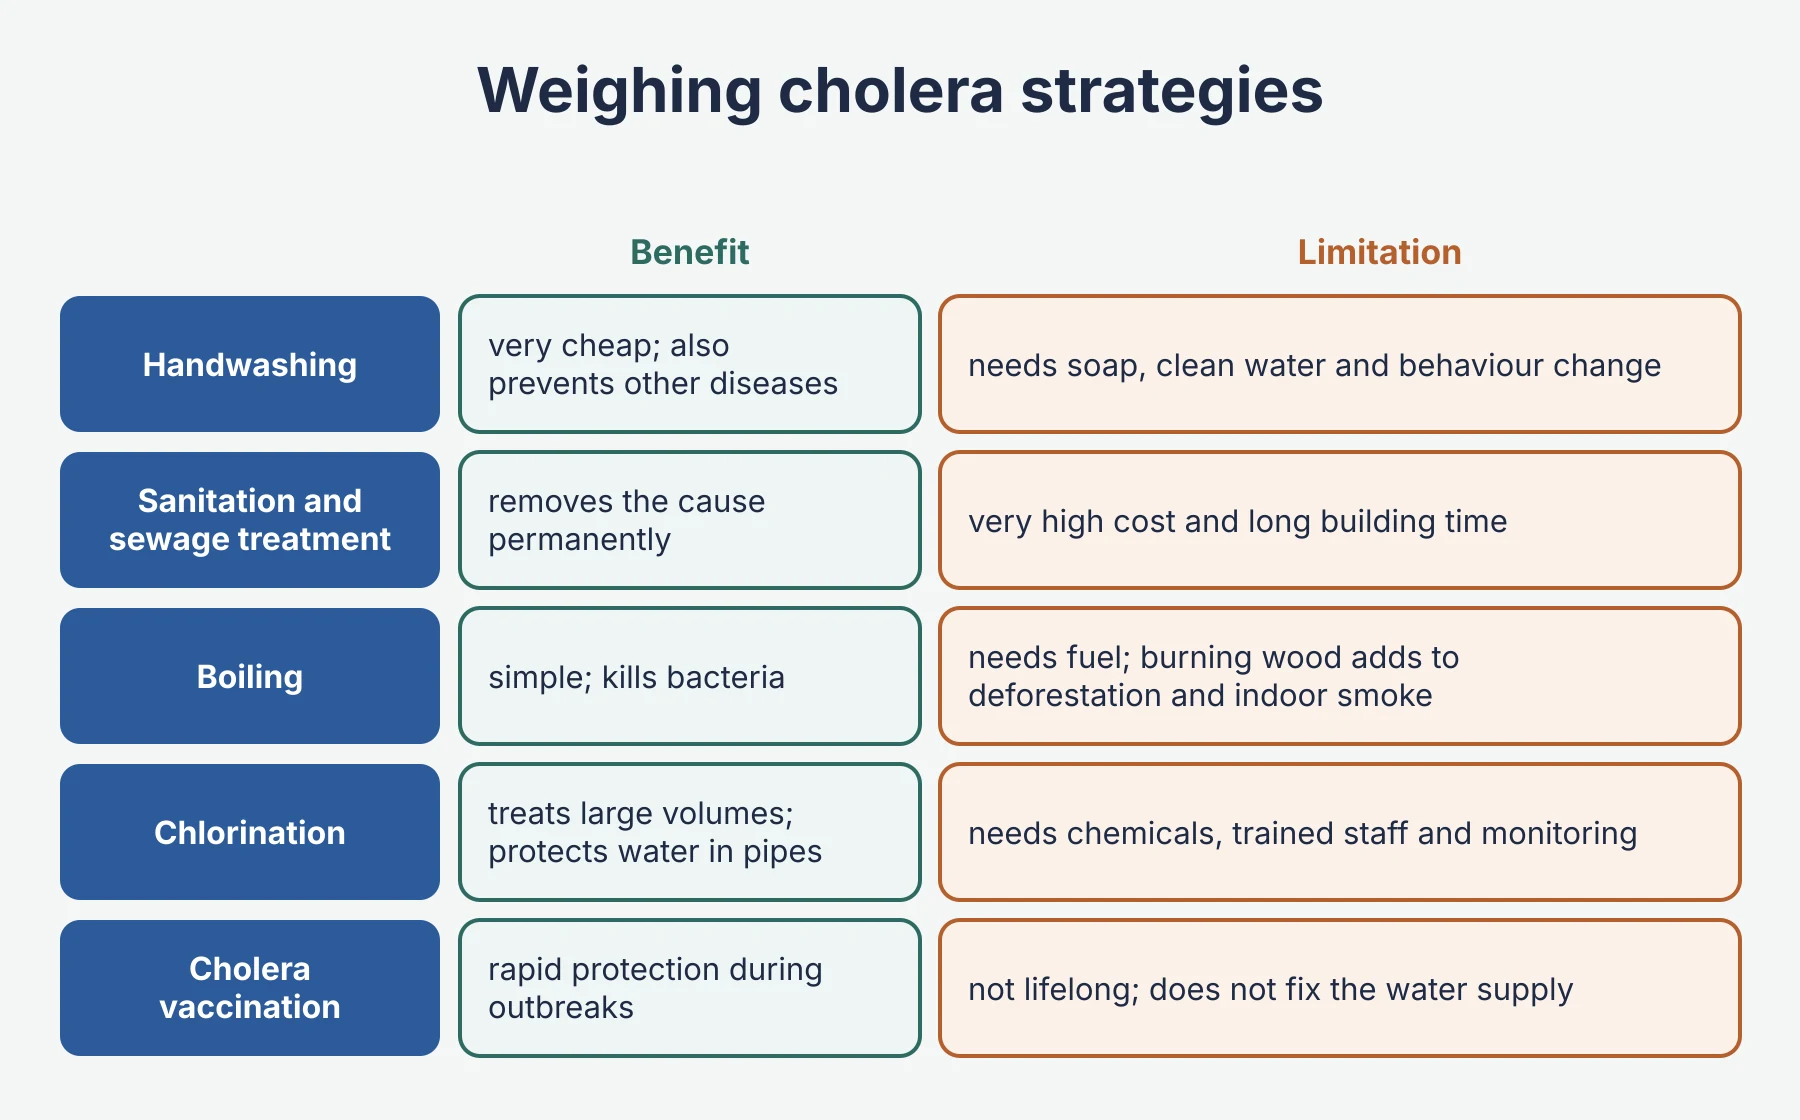 Weighing cholera strategies
Benefit
Limitation
Handwashing
very cheap; also
prevents other diseases
needs soap, clean water and behaviour change
Sanitation and
sewage treatment
removes the cause
permanently
very high cost and long building time
Boiling
simple; kills bacteria
needs fuel; burning wood adds to
deforestation and indoor smoke
Chlorination
treats large volumes;
protects water in pipes
needs chemicals, trained staff and monitoring
Cholera
vaccination
rapid protection during
outbreaks
not lifelong; does not fix the water supply